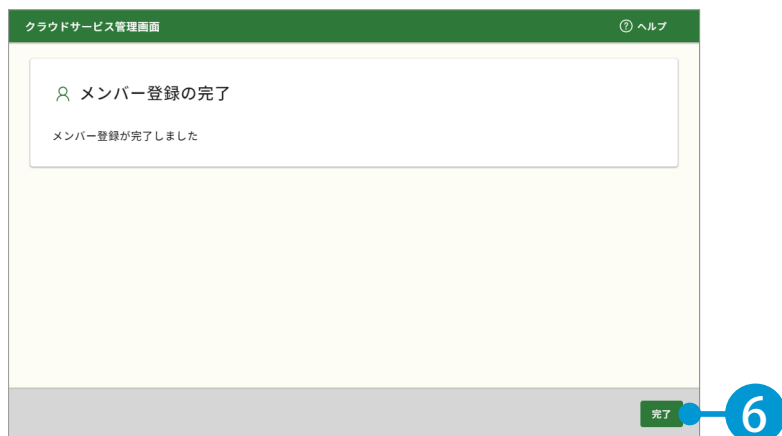 クラウドサービス管理画面
? ヘルプ
メンバー登録の完了
メンバー登録が完了しました
完了
6